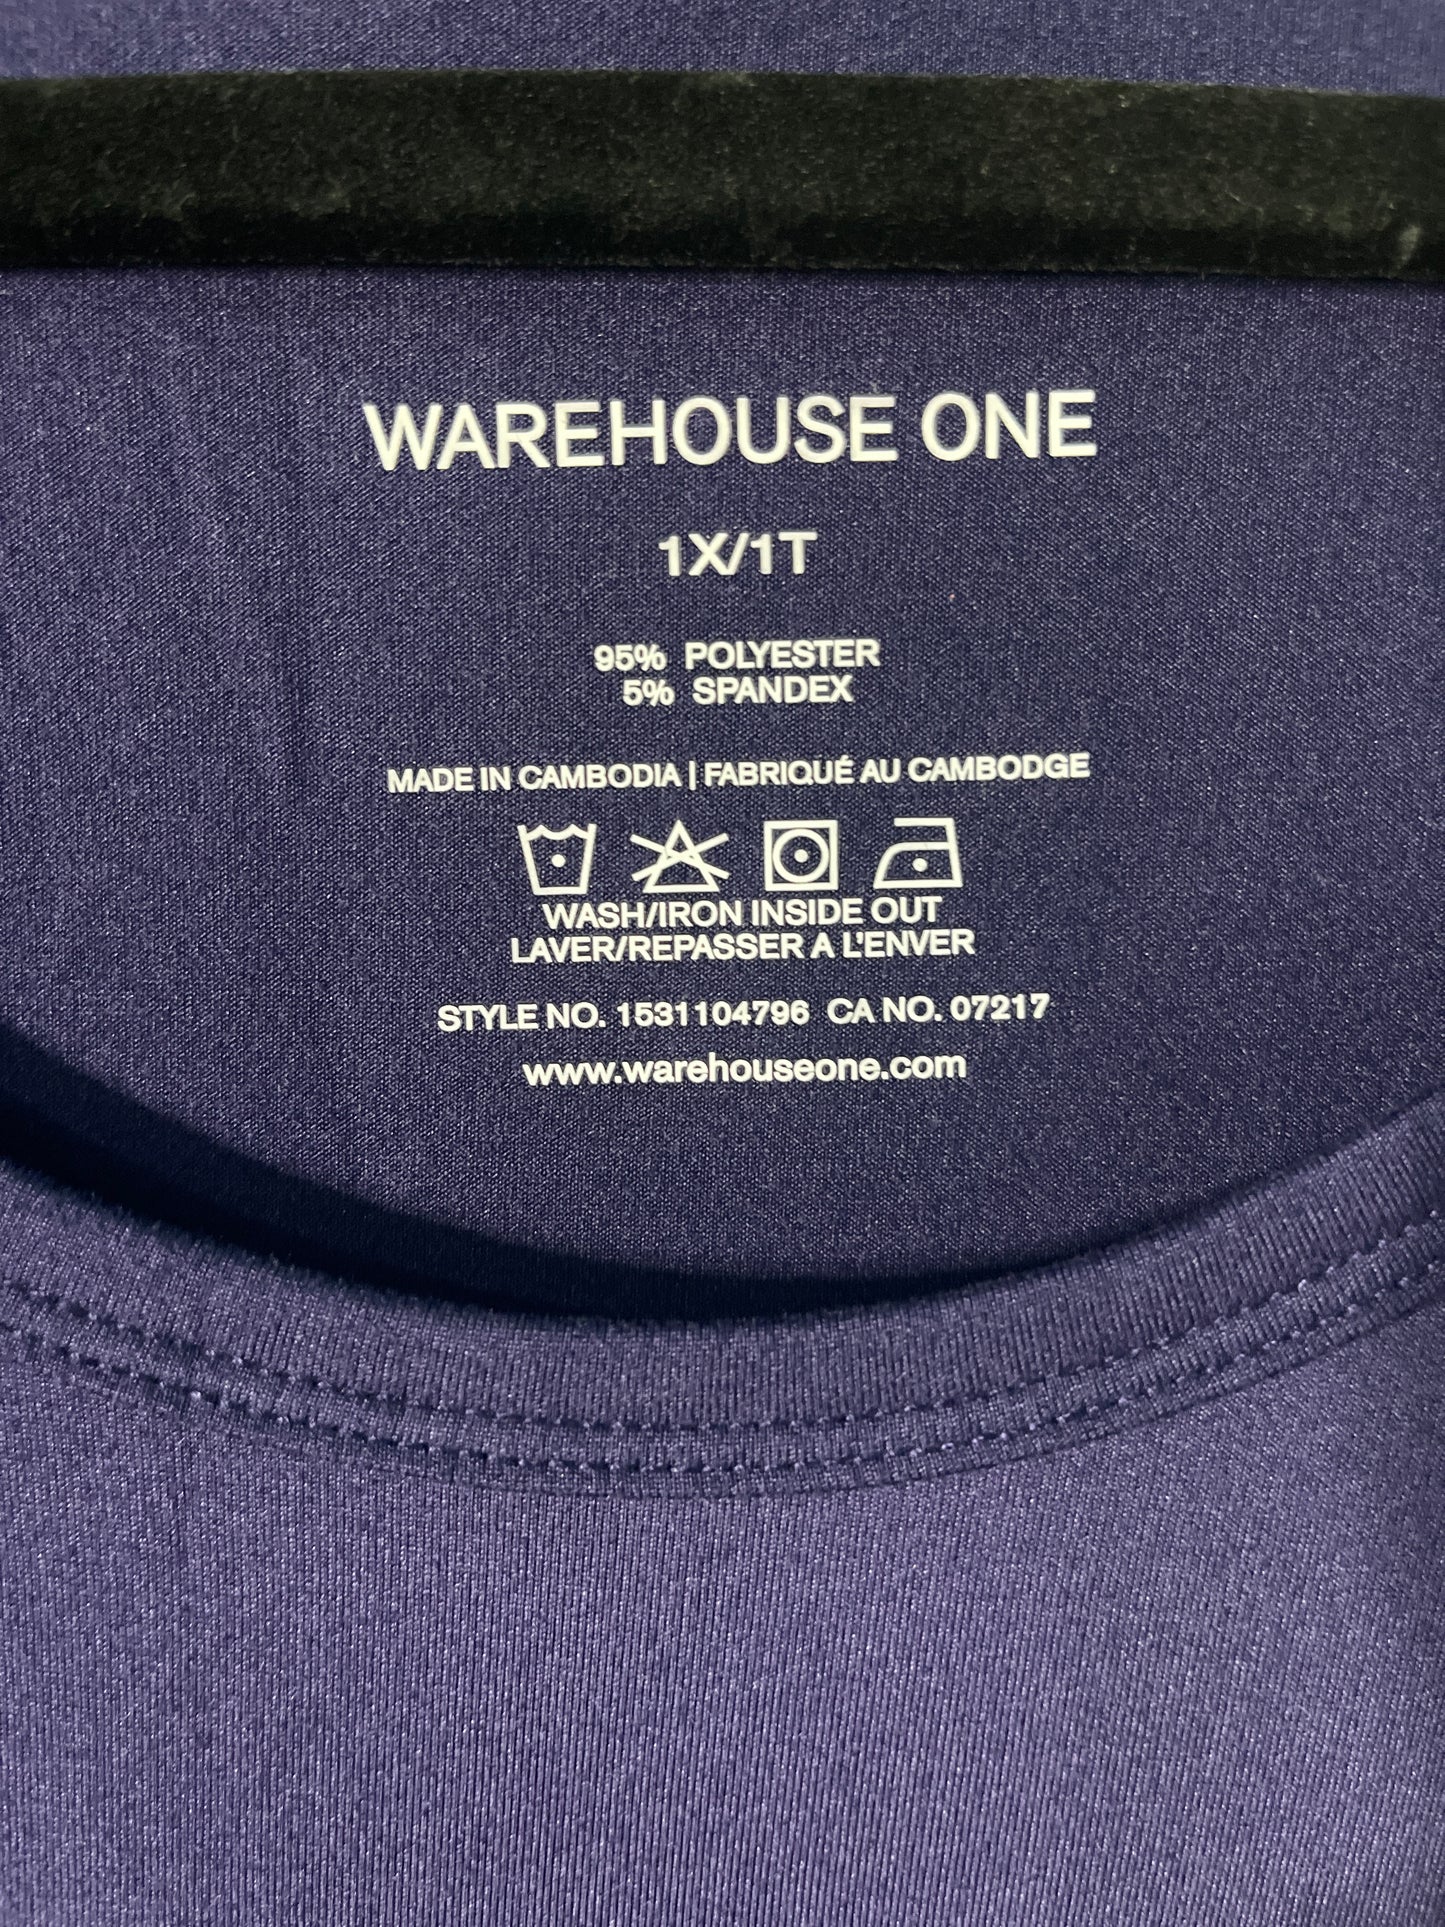 WAREHOUSE ONE
1X/1T
95% POLYESTER
5% SPANDEX
MADE IN CAMBODIA | FABRIQUÉ AU CAMBODGE
WASH/IRON INSIDE OUT
LAVER/REPASSER A L'ENVER
STYLE NO. 1531104796 CA NO. 07217
www.warehouseone.com